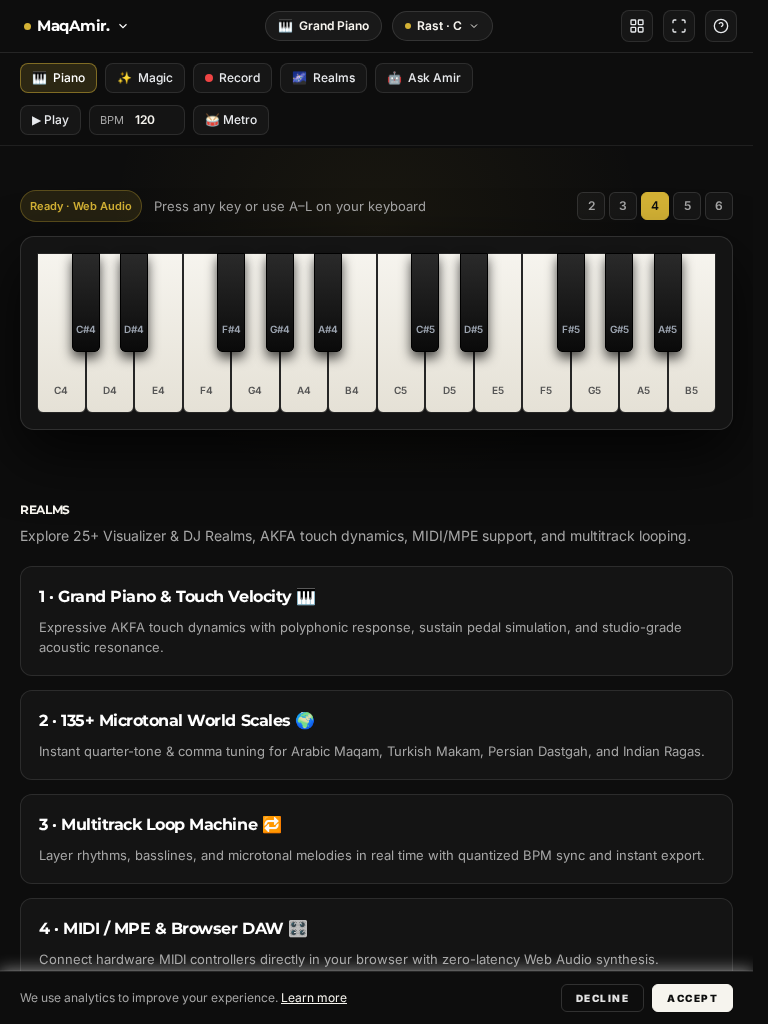 MaqAmir.
Grand Piano
Rast · C
Piano
Magic
Record
Realms
Ask Amir
▶ Play
BPM 120
Metro
Ready · Web Audio
Press any key or use A–L on your keyboard
2 3 4 5 6
C#4 D#4 F#4 G#4 A#4 C#5 D#5 F#5 G#5 A#5
C4 D4 E4 F4 G4 A4 B4 C5 D5 E5 F5 G5 A5 B5
REALMS
Explore 25+ Visualizer & DJ Realms, AKFA touch dynamics, MIDI/MPE support, and multitrack looping.
1 · Grand Piano & Touch Velocity 🎹
Expressive AKFA touch dynamics with polyphonic response, sustain pedal simulation, and studio-grade
acoustic resonance.
2 · 135+ Microtonal World Scales 🌍
Instant quarter-tone & comma tuning for Arabic Maqam, Turkish Makam, Persian Dastgah, and Indian Ragas.
3 · Multitrack Loop Machine 🔁
Layer rhythms, basslines, and microtonal melodies in real time with quantized BPM sync and instant export.
4 · MIDI / MPE & Browser DAW 🎛️
Connect hardware MIDI controllers directly in your browser with zero-latency Web Audio synthesis.
We use analytics to improve your experience. Learn more
DECLINE
ACCEPT